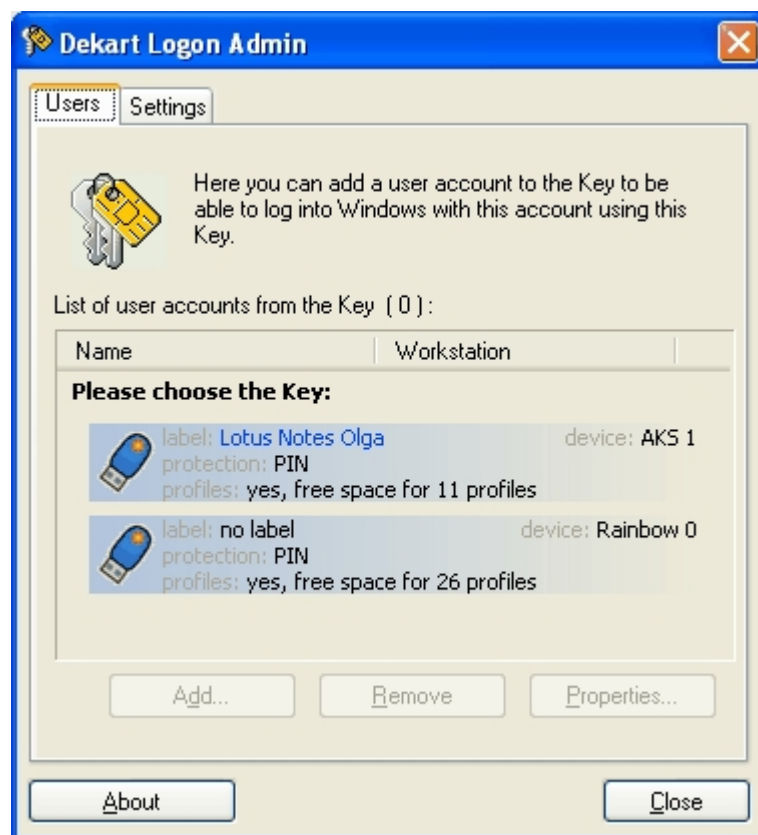 Dekart Logon Admin
Users Settings
Here you can add a user account to the Key to be
able to log into Windows with this account using this
Key.
List of user accounts from the Key ( 0 ) :
Name Workstation
Please choose the Key:
label: Lotus Notes Olga device: AKS 1
protection: PIN
profiles: yes, free space for 11 profiles
label: no label device: Rainbow 0
protection: PIN
profiles: yes, free space for 26 profiles
Add... Remove Properties...
About Close